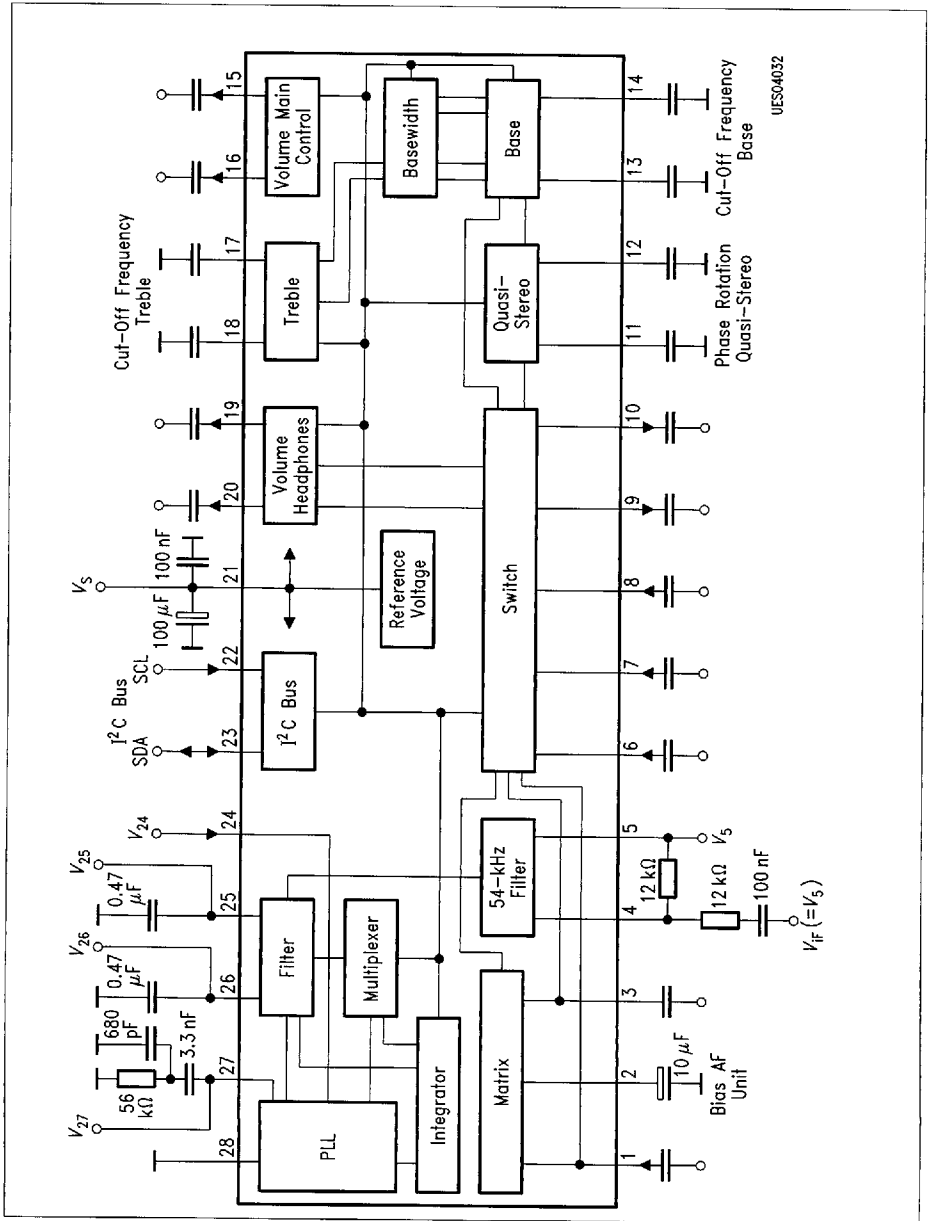 Cut-Off Frequency
Treble
I²C Bus
SDA
SCL
V_S
100 µF
100 nF
V_24
V_25
0.47
µF
V_26
0.47
µF
680
pF
3.3 nF
56
kΩ
V_27
28
27
26
25
24
23
22
21
20
19
18
17
16
15
PLL
Filter
Multiplexer
Integrator
I²C Bus
Reference
Voltage
Volume
Headphones
Treble
Volume Main
Control
Basewidth
Matrix
54-kHz
Filter
Switch
Quasi-
Stereo
Base
1
2
3
4
5
6
7
8
9
10
11
12
13
14
10 µF
Bias AF
Unit
12 kΩ
V_5
12 kΩ
100 nF
V_iF (=V_5)
Phase Rotation
Quasi-Stereo
Cut-Off Frequency
Base
UES04032